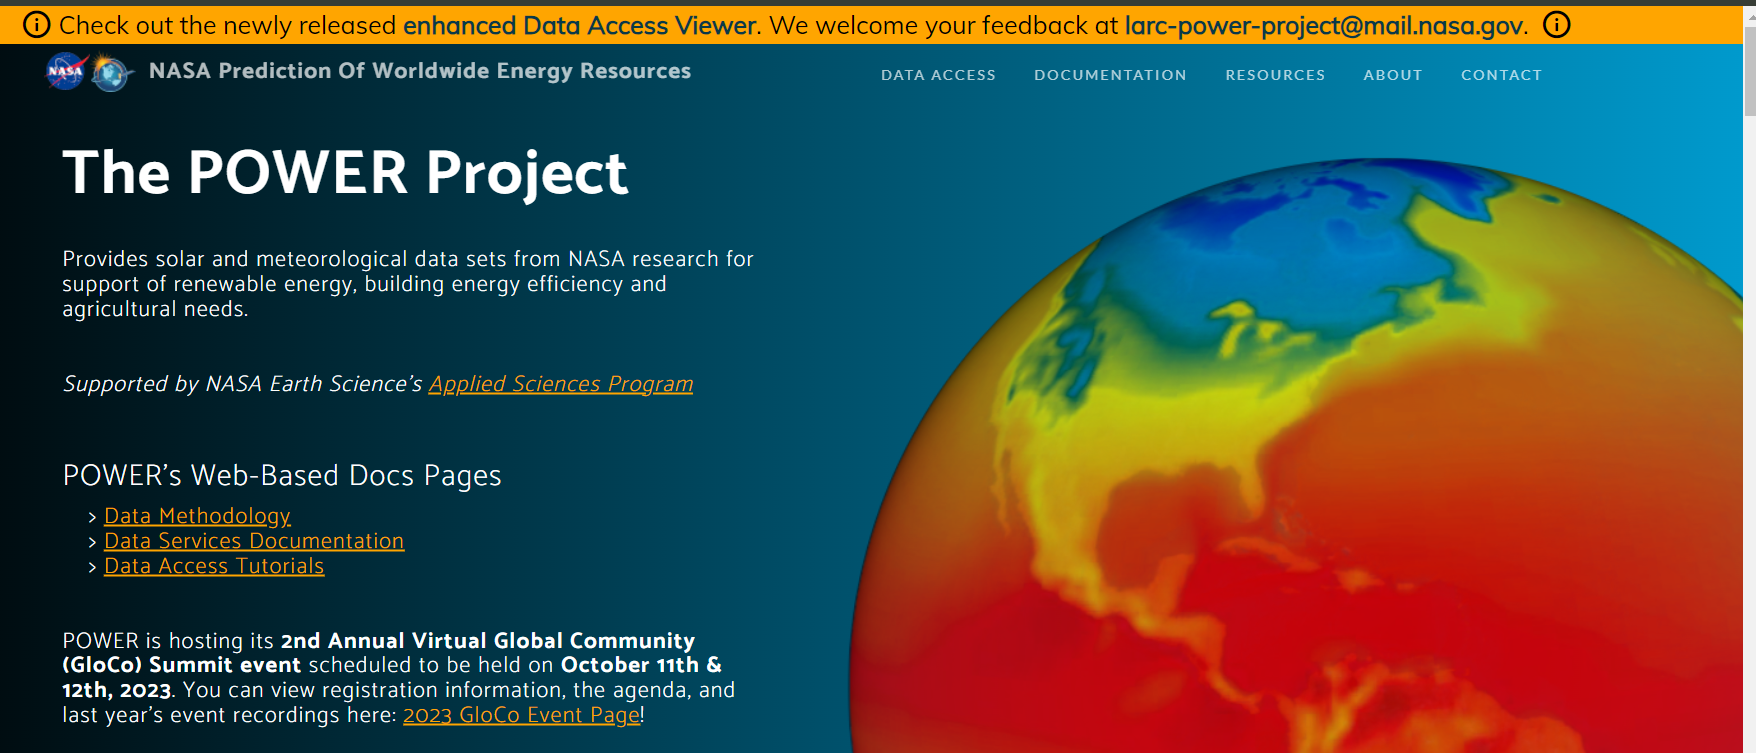 Check out the newly released enhanced Data Access Viewer. We welcome your feedback at larc-power-project@mail.nasa.gov.
NASA
NASA Prediction Of Worldwide Energy Resources
DATA ACCESS
DOCUMENTATION
RESOURCES
ABOUT
CONTACT
The POWER Project
Provides solar and meteorological data sets from NASA research for
support of renewable energy, building energy efficiency and
agricultural needs.
Supported by NASA Earth Science's Applied Sciences Program
POWER's Web-Based Docs Pages
> Data Methodology
> Data Services Documentation
> Data Access Tutorials
POWER is hosting its 2nd Annual Virtual Global Community
(GloCo) Summit event scheduled to be held on October 11th &
12th, 2023. You can view registration information, the agenda, and
last year's event recordings here: 2023 GloCo Event Page!